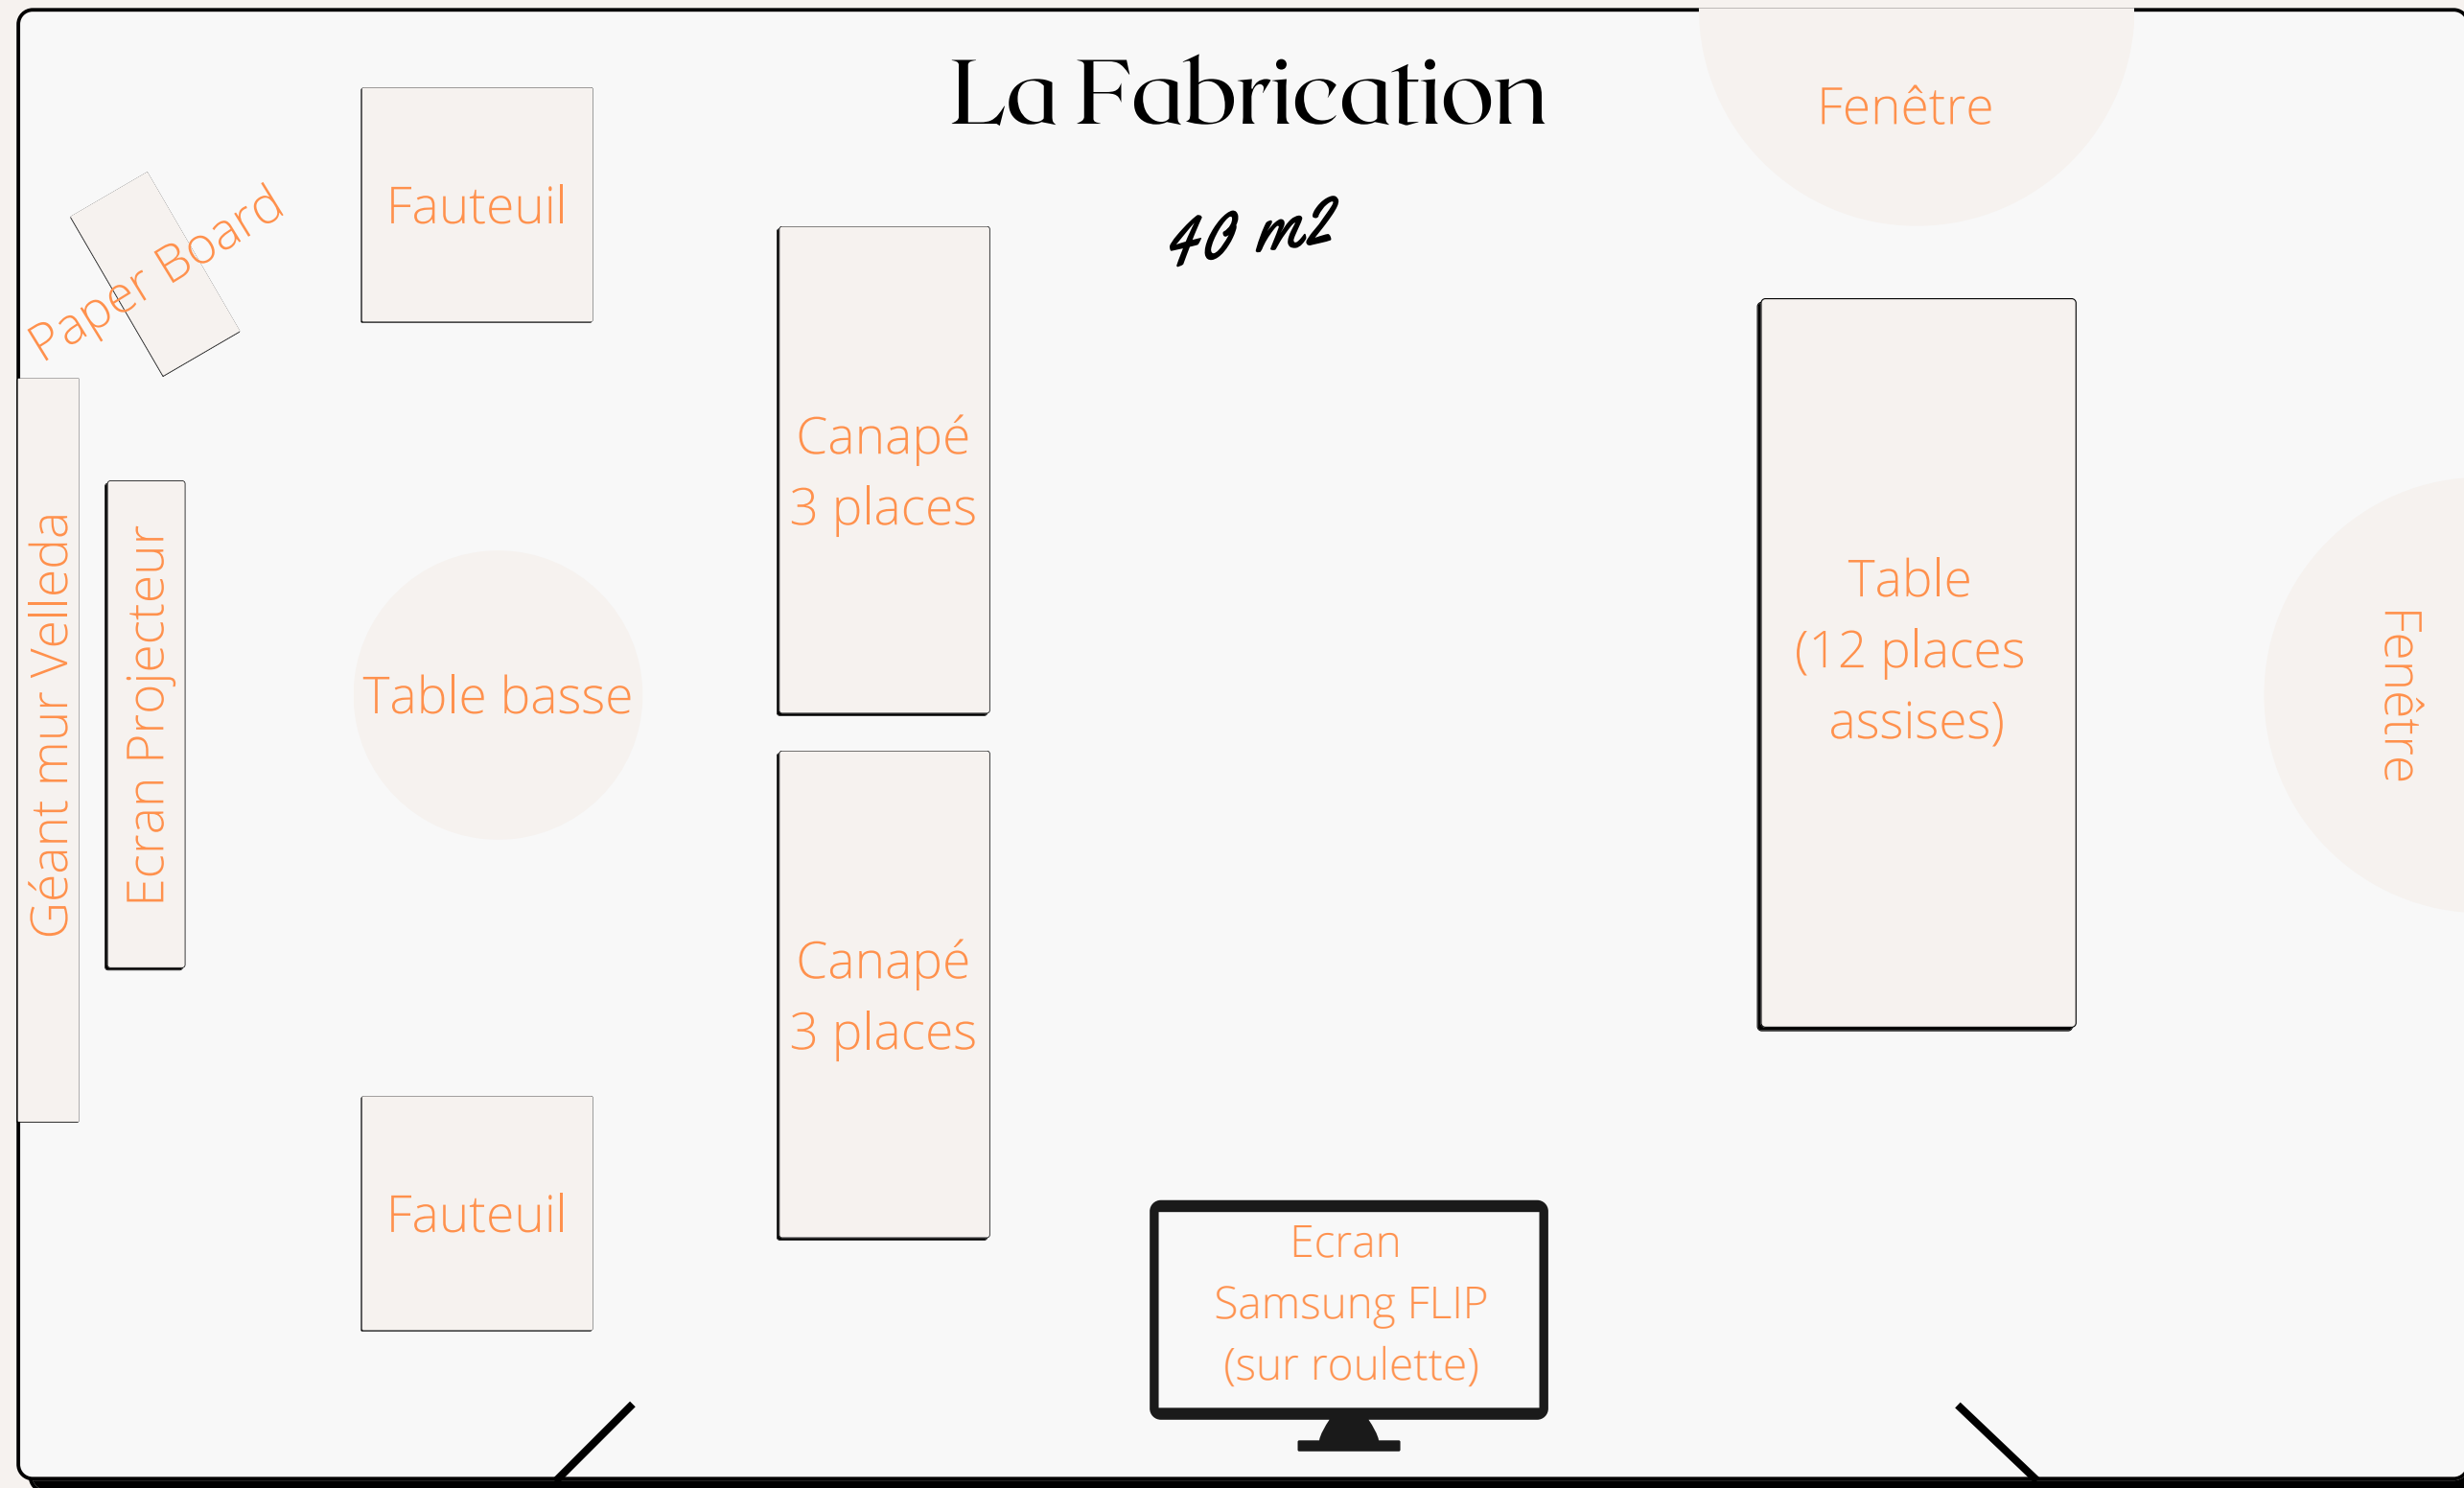 La Fabrication
40 m2
Fenêtre
Fauteuil
Paper Board
Canapé
3 places
Géant mur Velleda
Ecran Projecteur
Table basse
Table
(12 places
assises)
Fenêtre
Canapé
3 places
Fauteuil
Ecran
Samsung FLIP
(sur roulette)